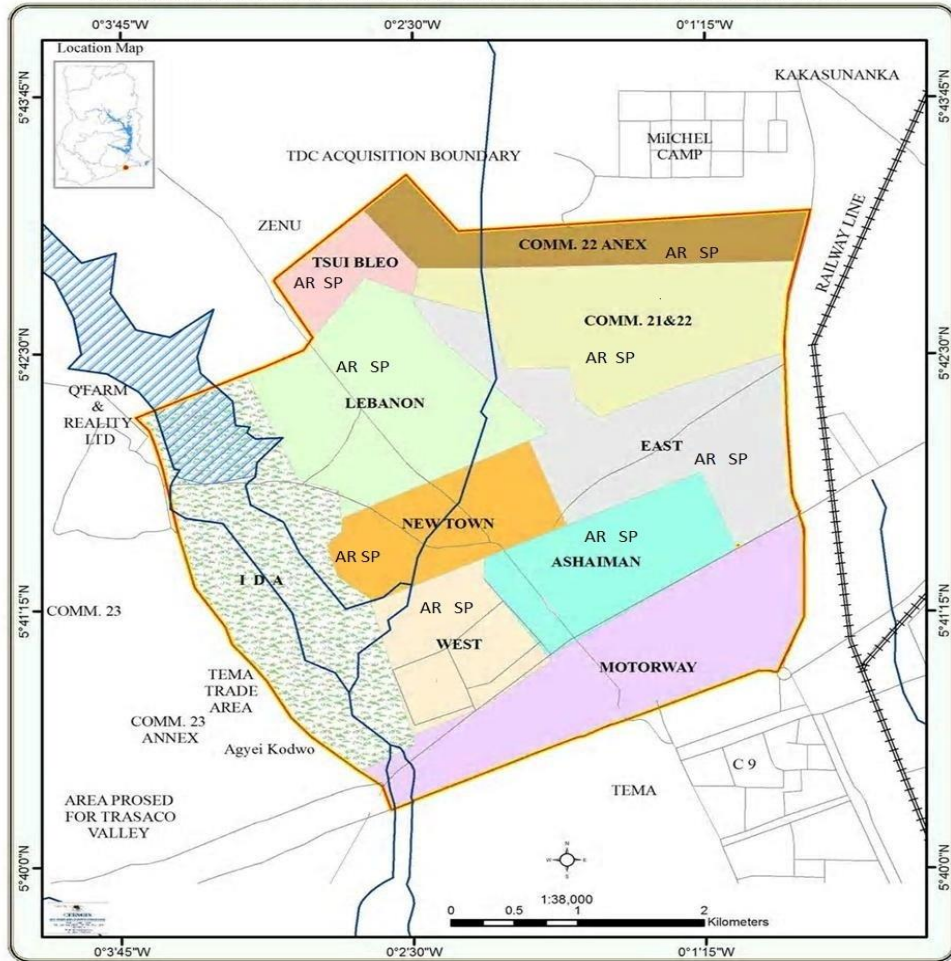 0°3'45"W 0°2'30"W 0°1'15"W
Location Map
5°43'45"N
5°43'45"N
KAKASUNANKA
MiICHEL
CAMP
TDC ACQUISITION BOUNDARY
ZENU
COMM. 22 ANEX
AR SP
TSUI BLEO
AR SP
RAILWAY LINE
COMM. 21&22
AR SP
5°42'30"N
5°42'30"N
AR SP
LEBANON
Q'FARM
&
REALITY
LTD
EAST
AR SP
NEW TOWN
AR SP
AR SP
ASHAIMAN
I D A
5°41'15"N
5°41'15"N
COMM. 23
AR SP
WEST
MOTORWAY
TEMA
TRADE
AREA
COMM. 23
ANNEX
Agyei Kodwo
C 9
TEMA
AREA PROSED
FOR TRASACO
VALLEY
5°40'0"N
5°40'0"N
N
W E
S
1:38,000
0 0.5 1 2
Kilometers
0°3'45"W 0°2'30"W 0°1'15"W